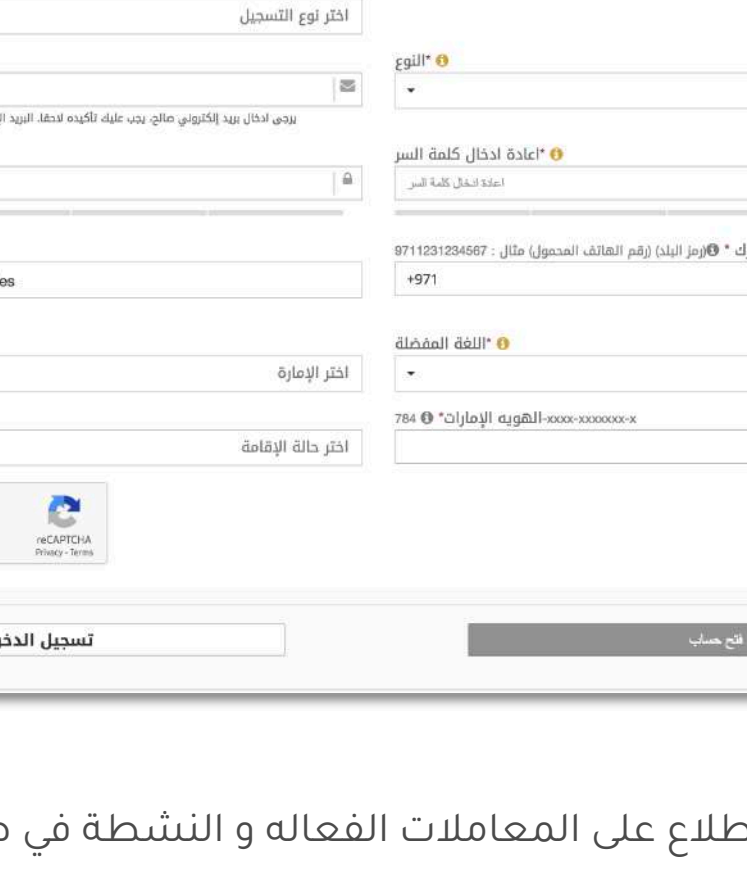 اختر نوع التسجيل
النوع*
يرجى ادخال بريد إلكتروني صالح، يجب عليك تأكيده لاحقا. البريد
اعادة ادخال كلمة السر*
اعادة ادخال كلمة السر
* (رمز البلد) (رقم الهاتف المحمول) مثال : 9711231234567
+971
اللغة المفضلة*
اختر الإمارة
784 *الهويه الإمارات-xxxx-xxxxxxx-x
اختر حالة الإقامة
reCAPTCHA
Privacy - Terms
فتح حساب
تسجيل
على المعاملات الفعاله و النشطة في